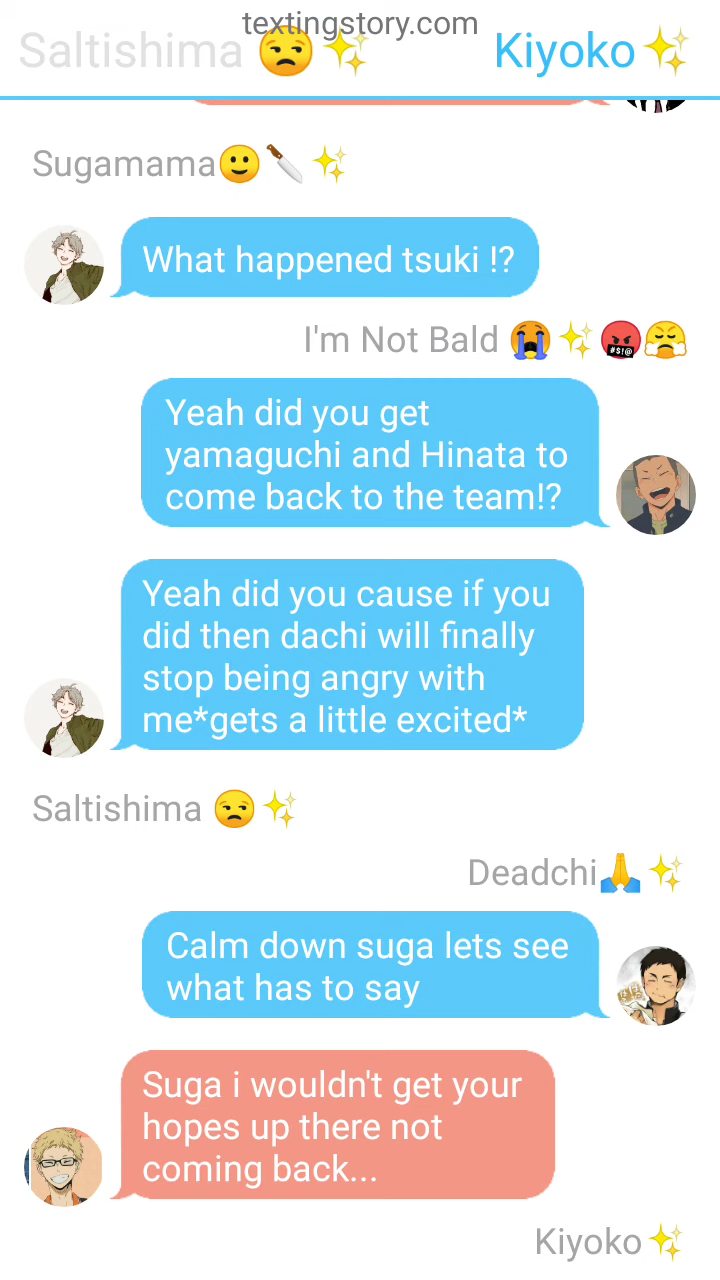 textingstory.com
Saltishima 😒✨ Kiyoko✨
Sugamama🙂🔪✨
What happened tsuki !?
I'm Not Bald 😭✨🤬😤
Yeah did you get
yamaguchi and Hinata to
come back to the team!?
Yeah did you cause if you
did then dachi will finally
stop being angry with
me*gets a little excited*
Saltishima 😒✨
Deadchi🙏✨
Calm down suga lets see
what has to say
Suga i wouldn't get your
hopes up there not
coming back...
Kiyoko✨